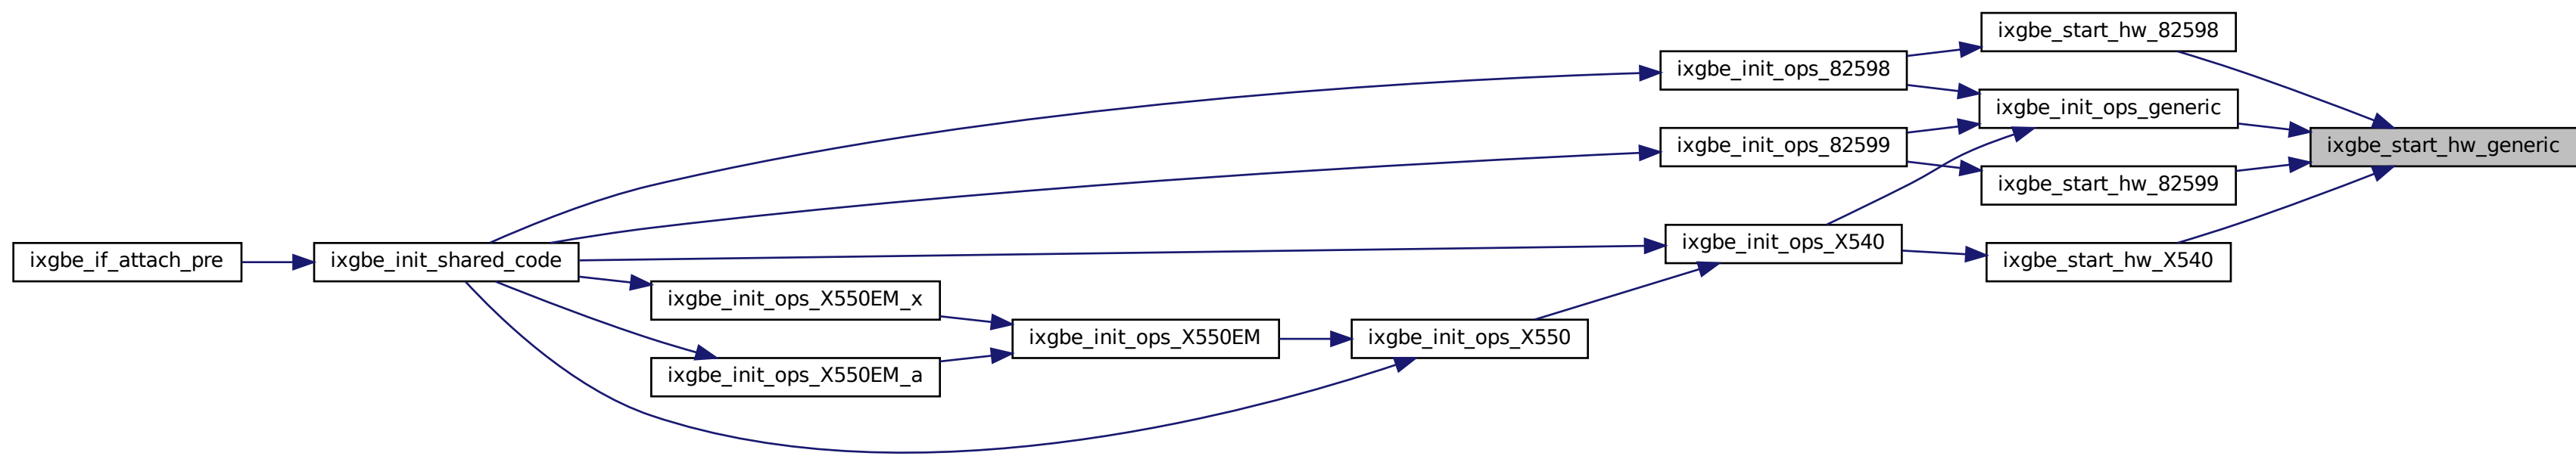 ixgbe_start_hw_82598
ixgbe_init_ops_82598
ixgbe_init_ops_generic
ixgbe_init_ops_82599
ixgbe_start_hw_generic
ixgbe_start_hw_82599
ixgbe_init_ops_X540
ixgbe_if_attach_pre
ixgbe_init_shared_code
ixgbe_start_hw_X540
ixgbe_init_ops_X550EM_x
ixgbe_init_ops_X550EM
ixgbe_init_ops_X550
ixgbe_init_ops_X550EM_a